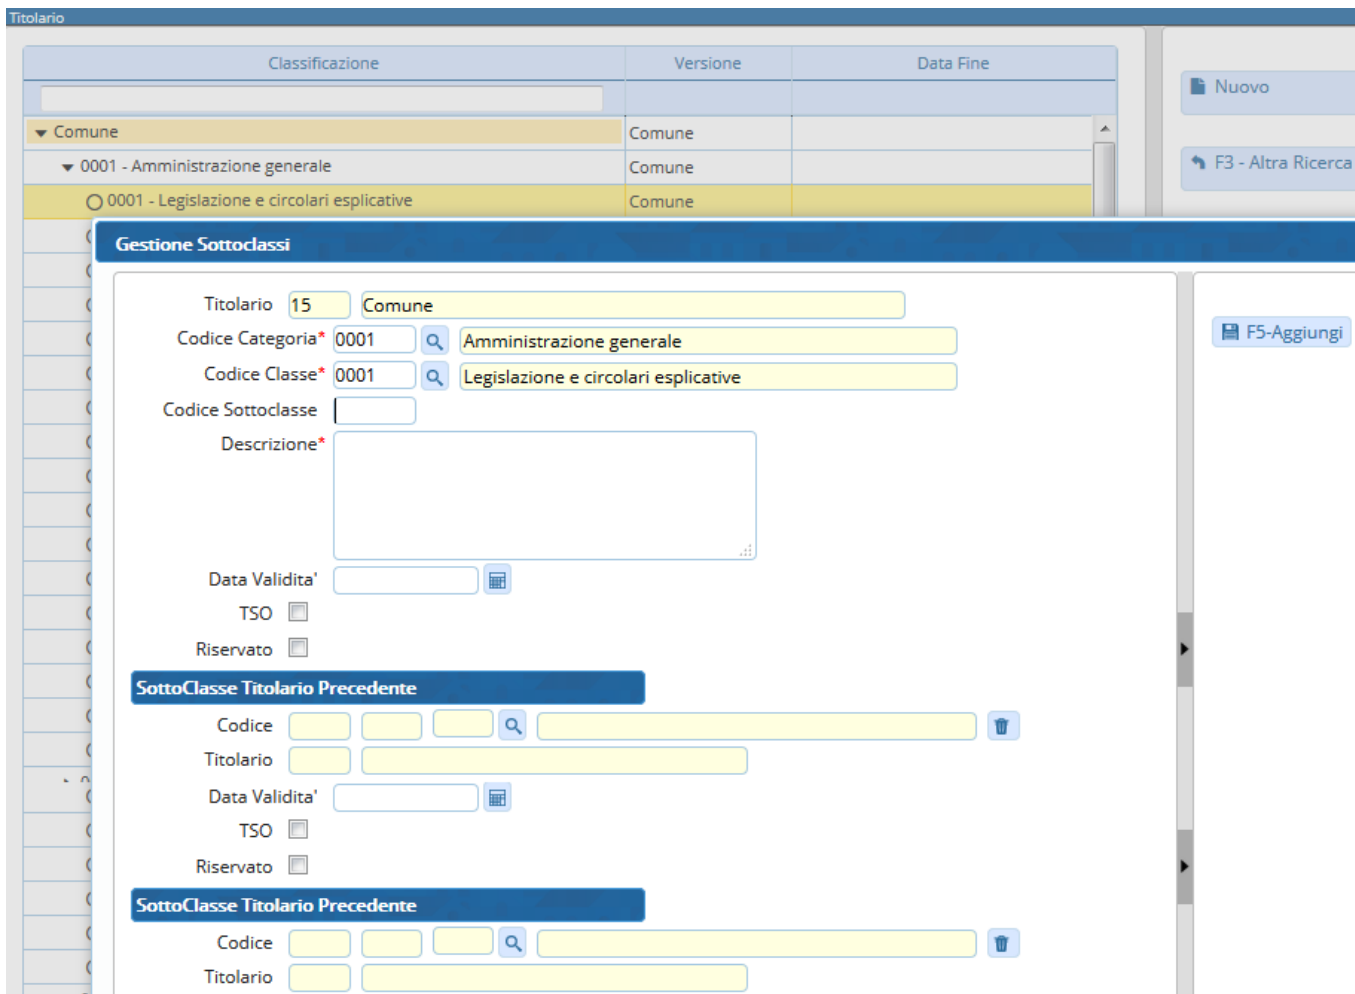 Titolario
Classificazione Versione Data Fine
Nuovo
Comune Comune
0001 - Amministrazione generale Comune
F3 - Altra Ricerca
0001 - Legislazione e circolari esplicative Comune
Gestione Sottoclassi
Titolario 15 Comune
F5-Aggiungi
Codice Categoria* 0001 Amministrazione generale
Codice Classe* 0001 Legislazione e circolari esplicative
Codice Sottoclasse
Descrizione*
Data Validita'
TSO
Riservato
SottoClasse Titolario Precedente
Codice
Titolario
Data Validita'
TSO
Riservato
SottoClasse Titolario Precedente
Codice
Titolario